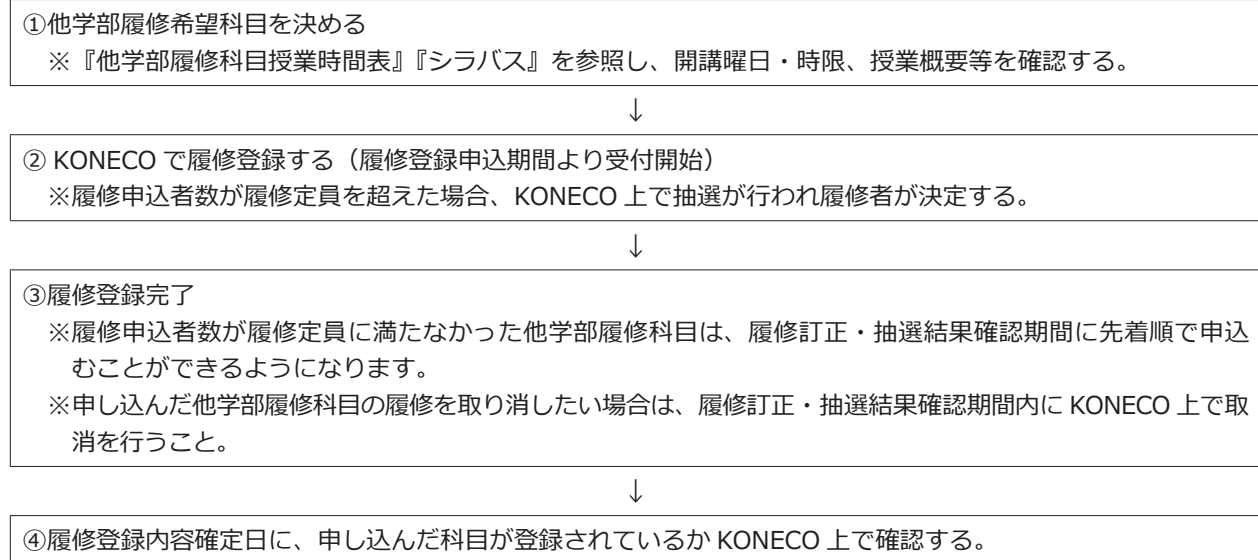 ①他学部履修希望科目を決める
※『他学部履修科目授業時間表』『シラバス』を参照し、開講曜日・時限、授業概要等を確認する。
↓
② KONECO で履修登録する（履修登録申込期間より受付開始）
※履修申込者数が履修定員を超えた場合、KONECO 上で抽選が行われ履修者が決定する。
↓
③履修登録完了
※履修申込者数が履修定員に満たなかった他学部履修科目は、履修訂正・抽選結果確認期間に先着順で申込
むことができるようになります。
※申し込んだ他学部履修科目の履修を取り消したい場合は、履修訂正・抽選結果確認期間内に KONECO 上で取
消を行うこと。
↓
④履修登録内容確定日に、申し込んだ科目が登録されているか KONECO 上で確認する。